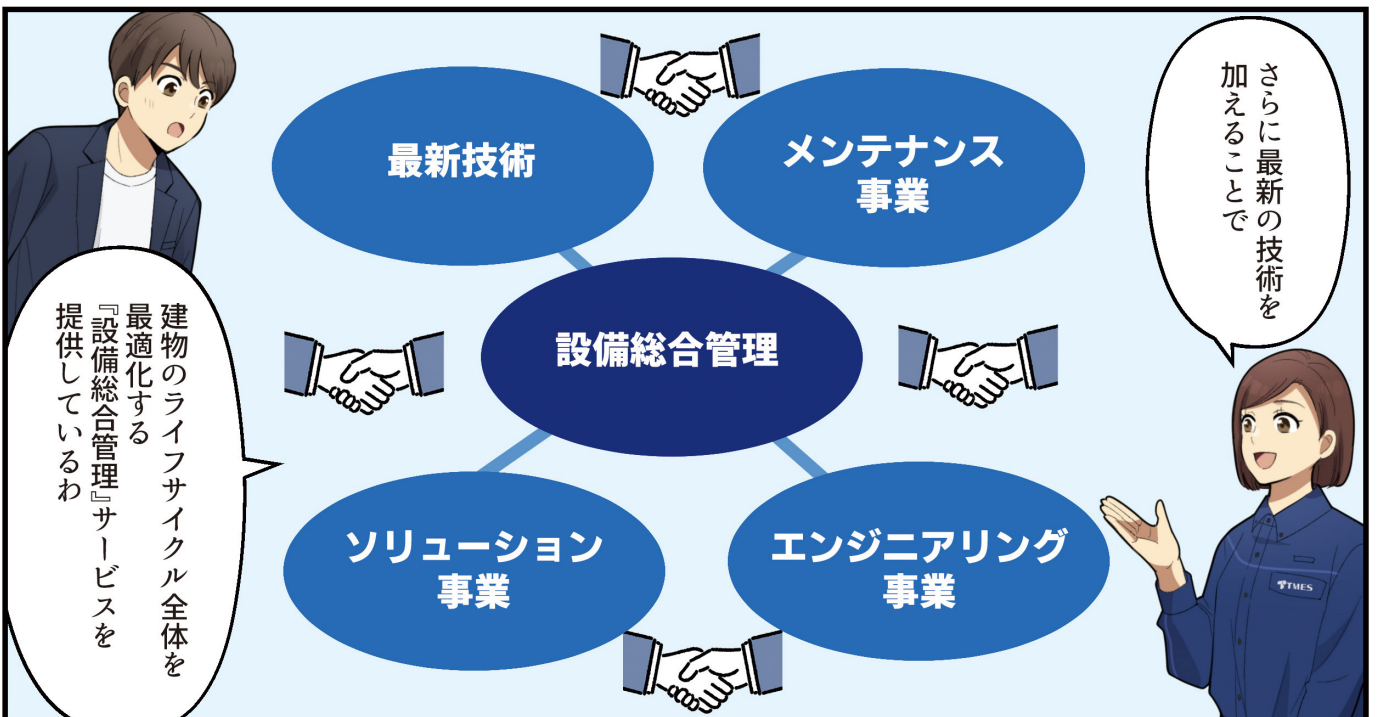 さらに最新の技術を
加えることで
最新技術
メンテナンス
事業
設備総合管理
ソリューション
事業
エンジニアリング
事業
建物のライフサイクル全体を
最適化する
『設備総合管理』サービスを
提供しているわ
TMES